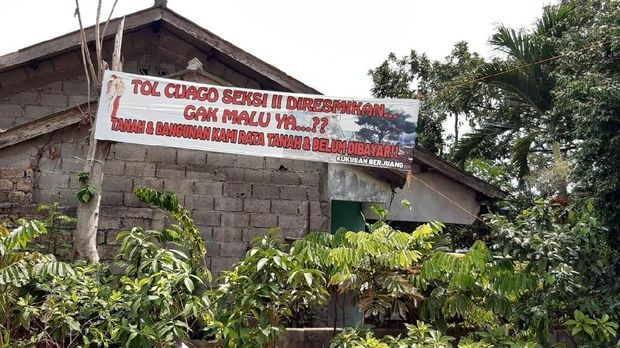 TOL CIJAGO SEKSI II DIRESMIKAN...
GAK MALU YA...??
TANAH & BANGUNAN KAMI RATA TANAH & BELUM DIBAYAR!!
KUKUSAN BERJUANG